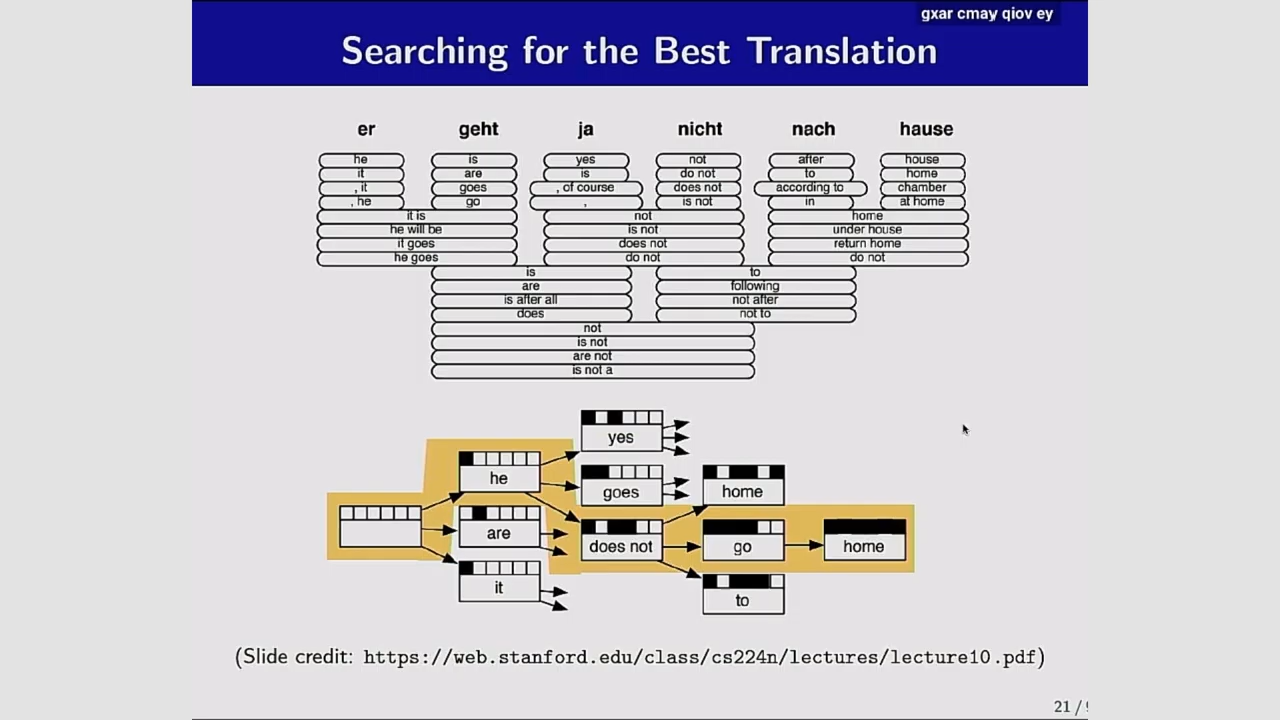 gxar cmay qiov ey
Searching for the Best Translation
er geht ja nicht nach hause
he is yes not after house
it are is do not to home
, it goes , of course does not according to chamber
, he go , is not in at home
it is not home
he will be is not under house
it goes does not return home
he goes do not do not
is to
are following
is after all not after
does not to
not
is not
are not
is not a
yes
he goes home
are does not go home
it to
(Slide credit: https://web.stanford.edu/class/cs224n/lectures/lecture10.pdf)
21 /